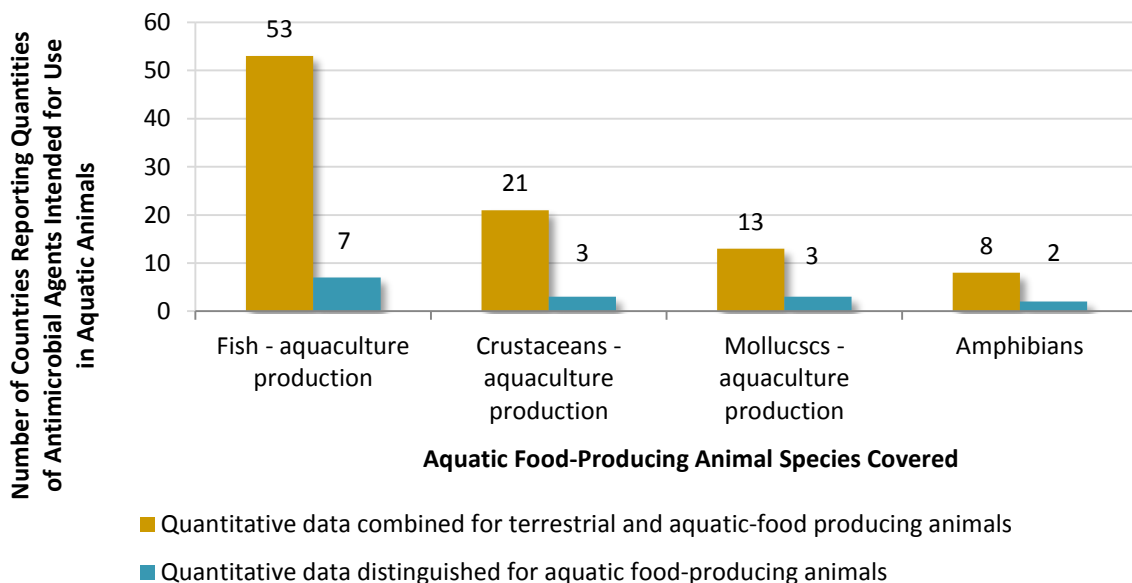 Number of Countries Reporting Quantities
of Antimicrobial Agents Intended for Use
in Aquatic Animals
60
50
40
30
20
10
0
53
7
21
3
13
3
8
2
Fish - aquaculture
production
Crustaceans -
aquaculture
production
Mollucscs -
aquaculture
production
Amphibians
Aquatic Food-Producing Animal Species Covered
Quantitative data combined for terrestrial and aquatic-food producing animals
Quantitative data distinguished for aquatic food-producing animals